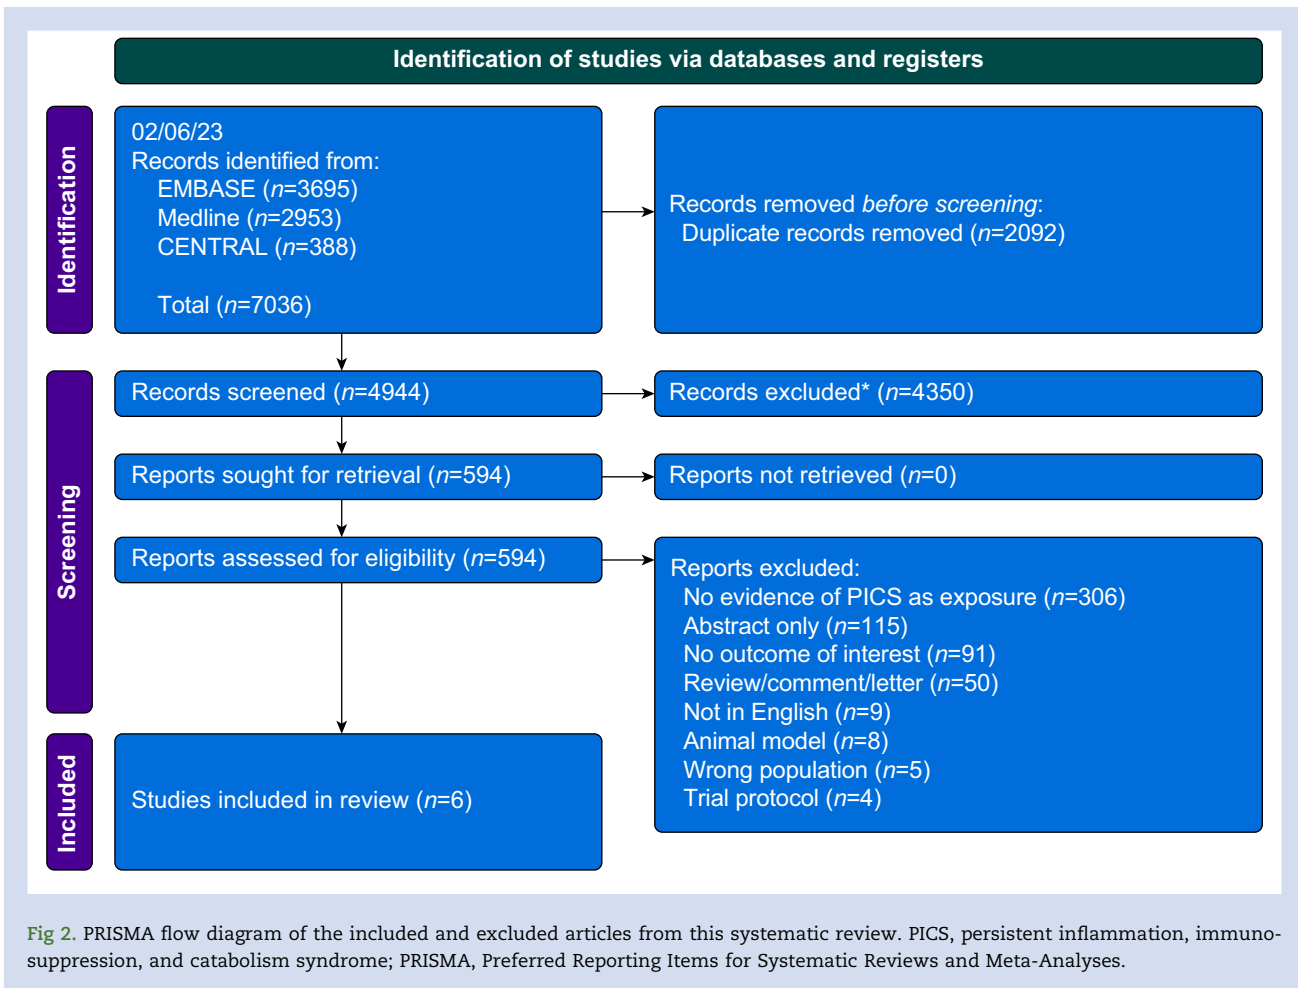 Identification of studies via databases and registers
Identification
02/06/23
Records identified from:
EMBASE (n=3695)
Medline (n=2953)
CENTRAL (n=388)
Total (n=7036)
Records removed before screening:
Duplicate records removed (n=2092)
Screening
Records screened (n=4944)
Records excluded* (n=4350)
Reports sought for retrieval (n=594)
Reports not retrieved (n=0)
Reports assessed for eligibility (n=594)
Reports excluded:
No evidence of PICS as exposure (n=306)
Abstract only (n=115)
No outcome of interest (n=91)
Review/comment/letter (n=50)
Not in English (n=9)
Animal model (n=8)
Wrong population (n=5)
Trial protocol (n=4)
Included
Studies included in review (n=6)
Fig 2. PRISMA flow diagram of the included and excluded articles from this systematic review. PICS, persistent inflammation, immuno-
suppression, and catabolism syndrome; PRISMA, Preferred Reporting Items for Systematic Reviews and Meta-Analyses.